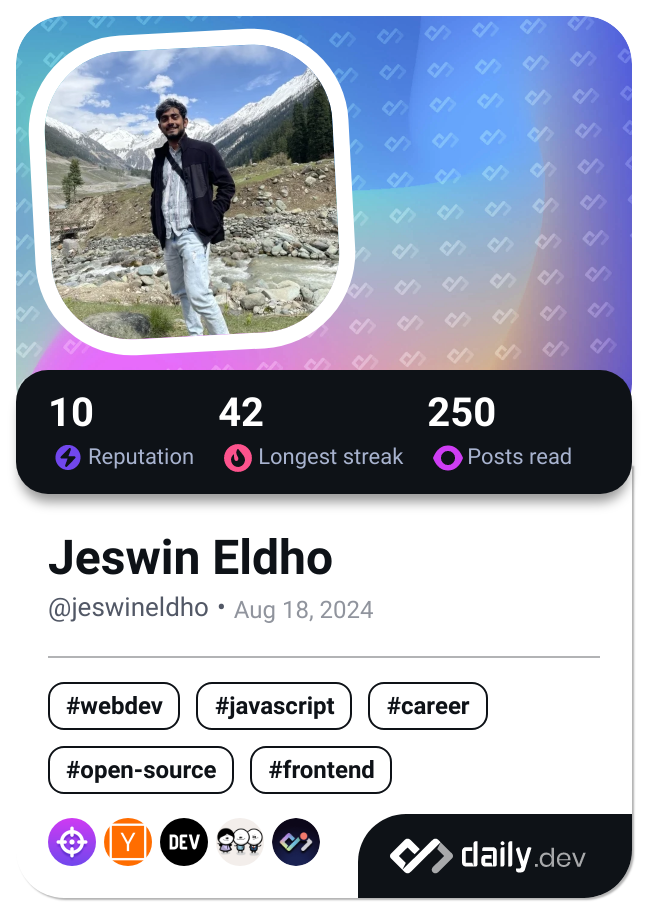 10 42 250
Reputation Longest streak Posts read
Jeswin Eldho
@jeswineldho • Aug 18, 2024
#webdev #javascript #career
#open-source #frontend
Y DEV daily.dev